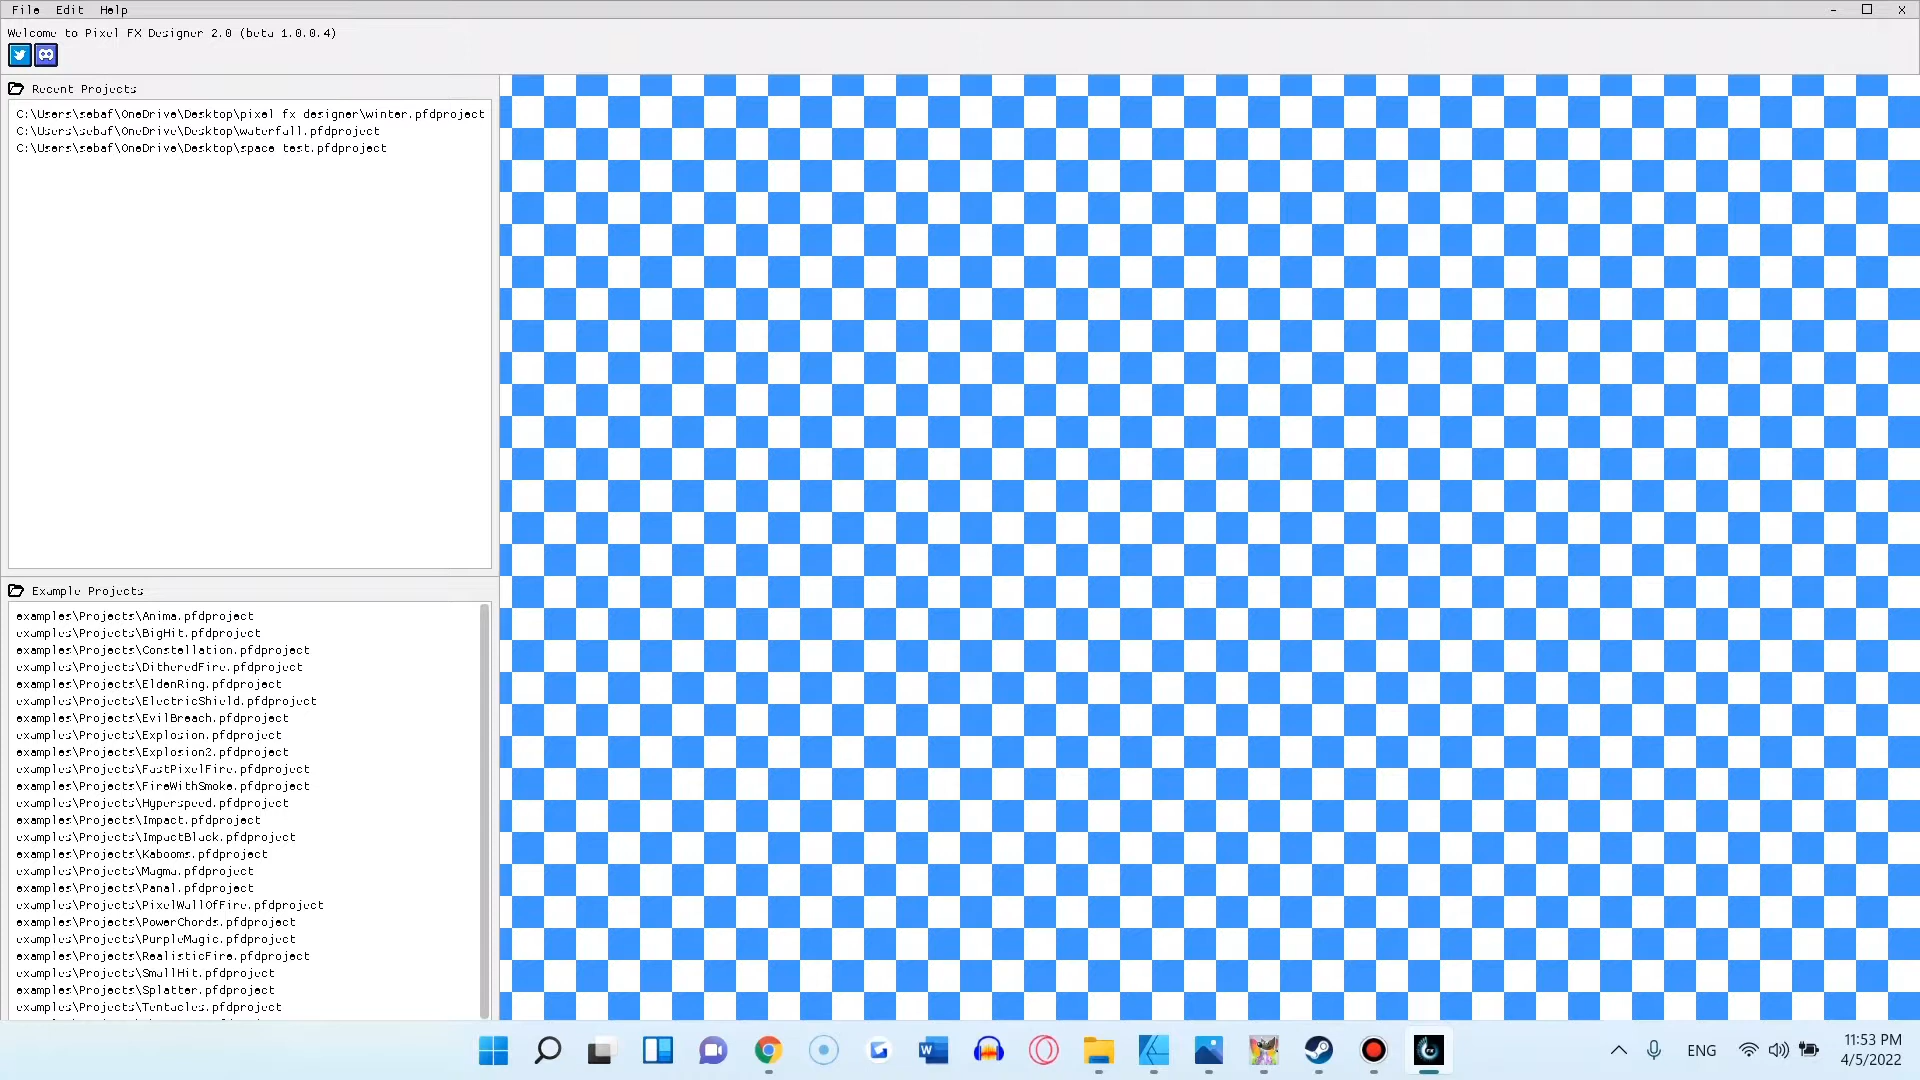 File Edit Help
Welcome to Pixel FX Designer 2.0 (beta 1.0.0.4)
Recent Projects
C:\Users\sebaf\OneDrive\Desktop\pixel fx designer\winter.pfdproject
C:\Users\sebaf\OneDrive\Desktop\waterfall.pfdproject
C:\Users\sebaf\OneDrive\Desktop\space test.pfdproject
Example Projects
examples\Projects\Anima.pfdproject
examples\Projects\BigHit.pfdproject
examples\Projects\Constellation.pfdproject
examples\Projects\DitheredFire.pfdproject
examples\Projects\EldenRing.pfdproject
examples\Projects\ElectricShield.pfdproject
examples\Projects\EvilBreach.pfdproject
examples\Projects\Explosion.pfdproject
examples\Projects\Explosion2.pfdproject
examples\Projects\FastPixelFire.pfdproject
examples\Projects\FireWithSmoke.pfdproject
examples\Projects\Hyperspeed.pfdproject
examples\Projects\Impact.pfdproject
examples\Projects\ImpactBlack.pfdproject
examples\Projects\Kabooms.pfdproject
examples\Projects\Magma.pfdproject
examples\Projects\Panal.pfdproject
examples\Projects\PixelWallOfFire.pfdproject
examples\Projects\PowerChords.pfdproject
examples\Projects\PurpleMagic.pfdproject
examples\Projects\RealisticFire.pfdproject
examples\Projects\SmallHit.pfdproject
examples\Projects\Splatter.pfdproject
examples\Projects\Tentacles.pfdproject
ENG
11:53 PM
4/5/2022